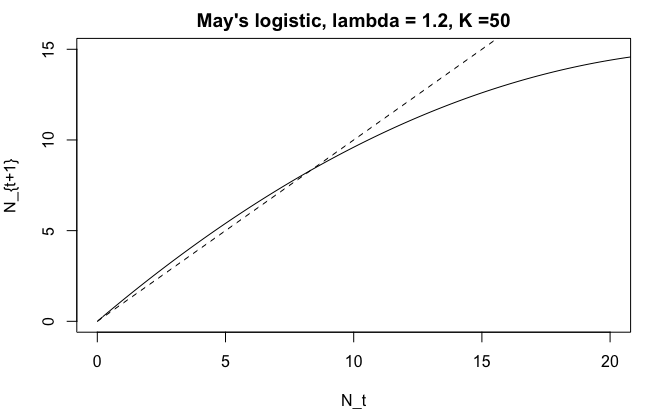 May's logistic, lambda = 1.2, K =50
N_{t+1}
15
10
5
0
0 5 10 15 20
N_t